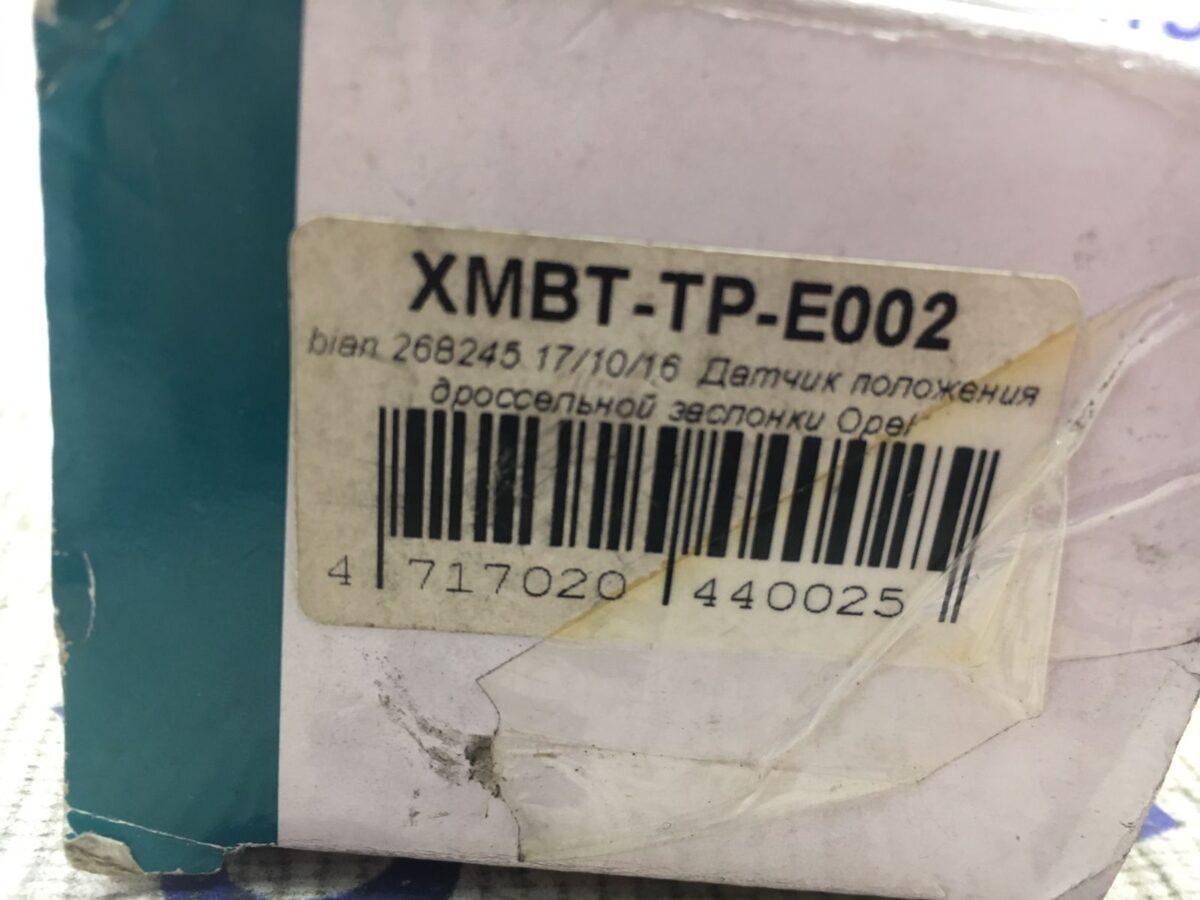 XMBT-TP-E002
bian 268245 17/10/16 Датчик положения
дроссельной заслонки Opel
4 717020 440025